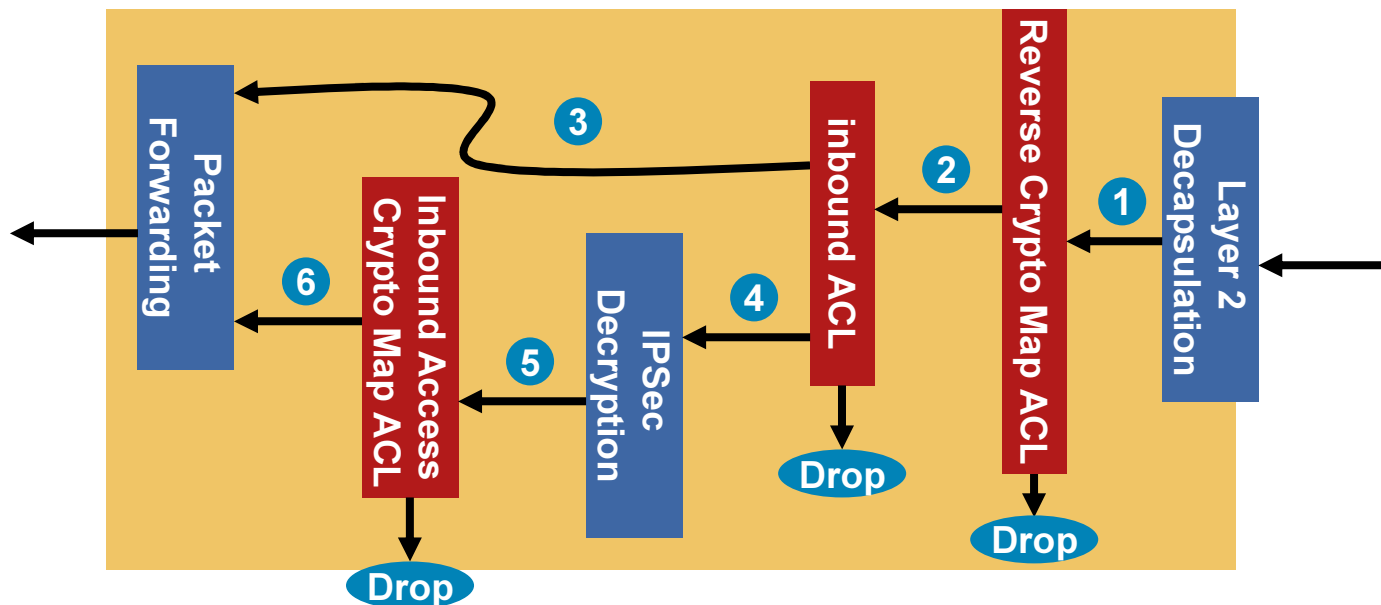 Packet
Forwarding
3
6
Inbound Access
Crypto Map ACL
Drop
5
IPSec
Decryption
4
inbound ACL
Drop
2
Reverse Crypto Map ACL
Drop
1
Layer 2
Decapsulation